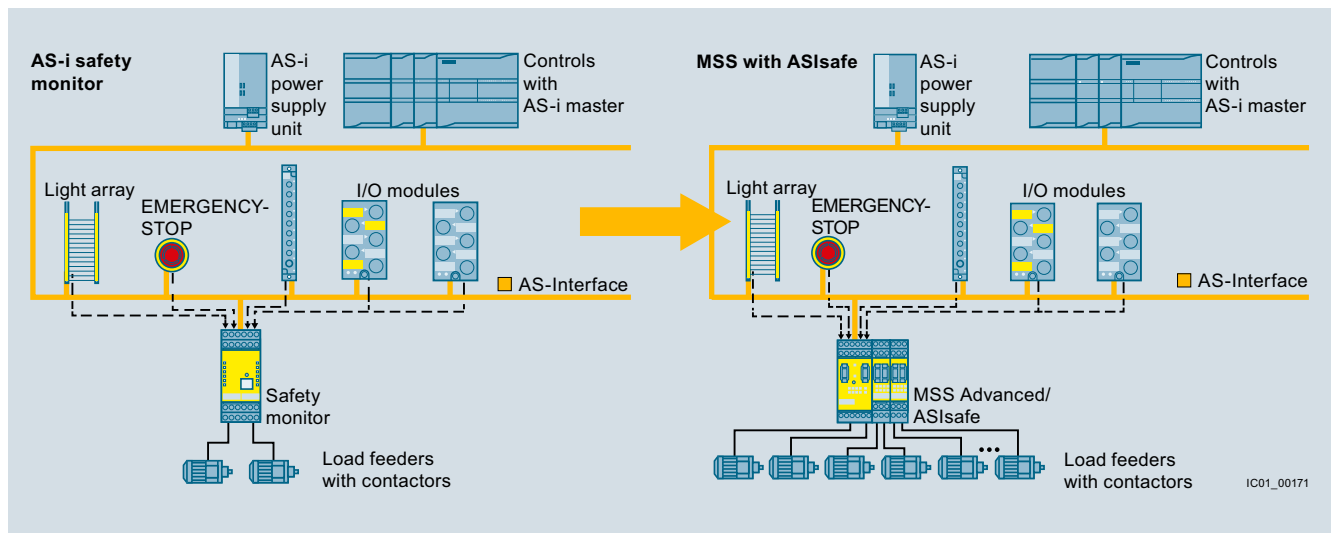 AS-i safety
monitor
AS-i
power
supply
unit
Controls
with
AS-i master
Light array
EMERGENCY-
STOP
I/O modules
AS-Interface
Safety
monitor
Load feeders
with contactors
MSS with ASIsafe
AS-i
power
supply
unit
Controls
with
AS-i master
Light array
EMERGENCY-
STOP
I/O modules
AS-Interface
MSS Advanced/
ASIsafe
Load feeders
with contactors
IC01_00171